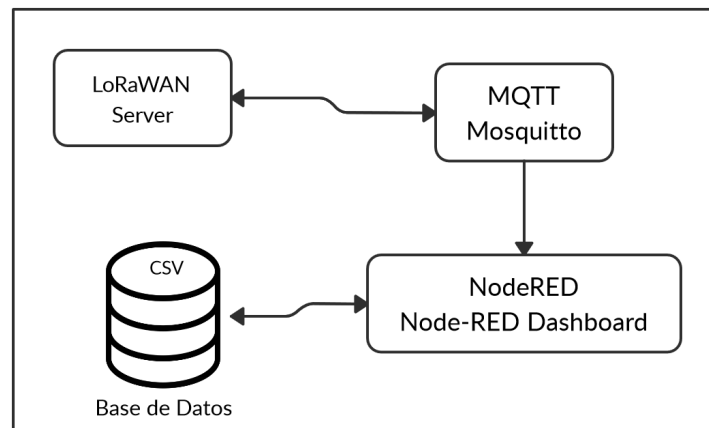 LoRaWAN
Server
MQTT
Mosquitto
CSV
Base de Datos
NodeRED
Node-RED Dashboard